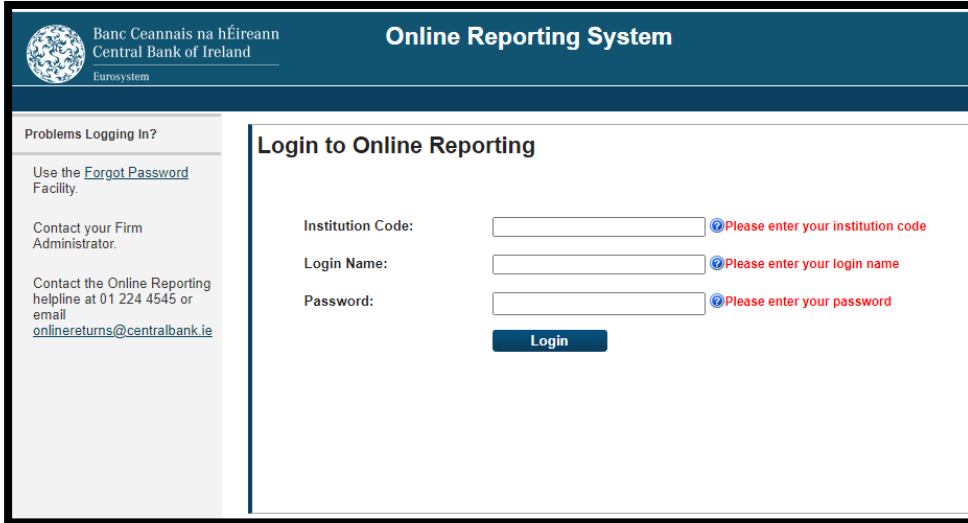 Banc Ceannais na hÉireann
Central Bank of Ireland
Eurosystem
Online Reporting System
Problems Logging In?
Use the Forgot Password
Facility.
Contact your Firm
Administrator.
Contact the Online Reporting
helpline at 01 224 4545 or
email
onlinereturns@centralbank.ie
Login to Online Reporting
Institution Code: Please enter your institution code
Login Name: Please enter your login name
Password: Please enter your password
Login